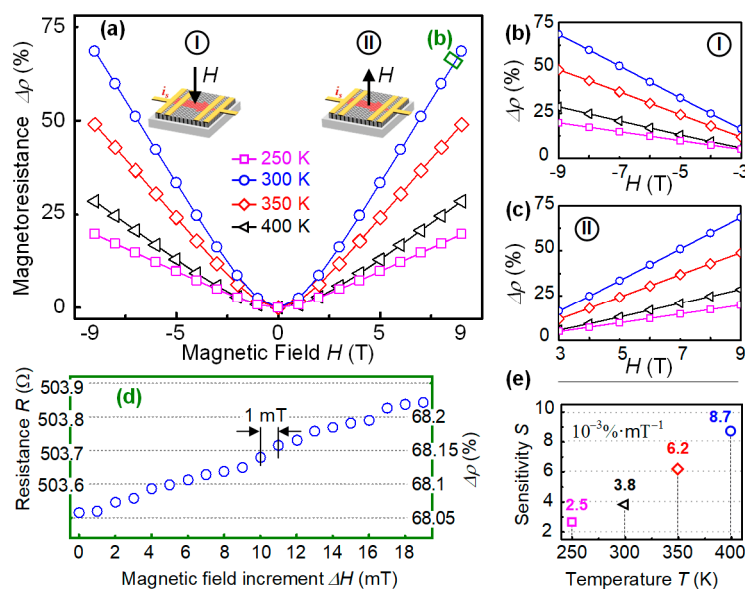 (a)
I
II
H
H
i_s
i_s
(b)
250 K
300 K
350 K
400 K
Magnetoresistance Δρ (%)
75
50
25
0
-9
-5
0
5
9
Magnetic Field H (T)
(b)
I
Δρ (%)
75
50
25
0
-9
-7
-5
-3
H (T)
(c)
II
Δρ (%)
75
50
25
0
3
5
7
9
H (T)
(d)
1 mT
Resistance R (Ω)
503.9
503.8
503.7
503.6
68.2
68.15
68.1
68.05
Δρ (%)
0
2
4
6
8
10
12
14
16
18
Magnetic field increment ΔH (mT)
(e)
10⁻³%·mT⁻¹
Sensitivity S
10
8
6
4
2
2.5
3.8
6.2
8.7
250
300
350
400
Temperature T (K)